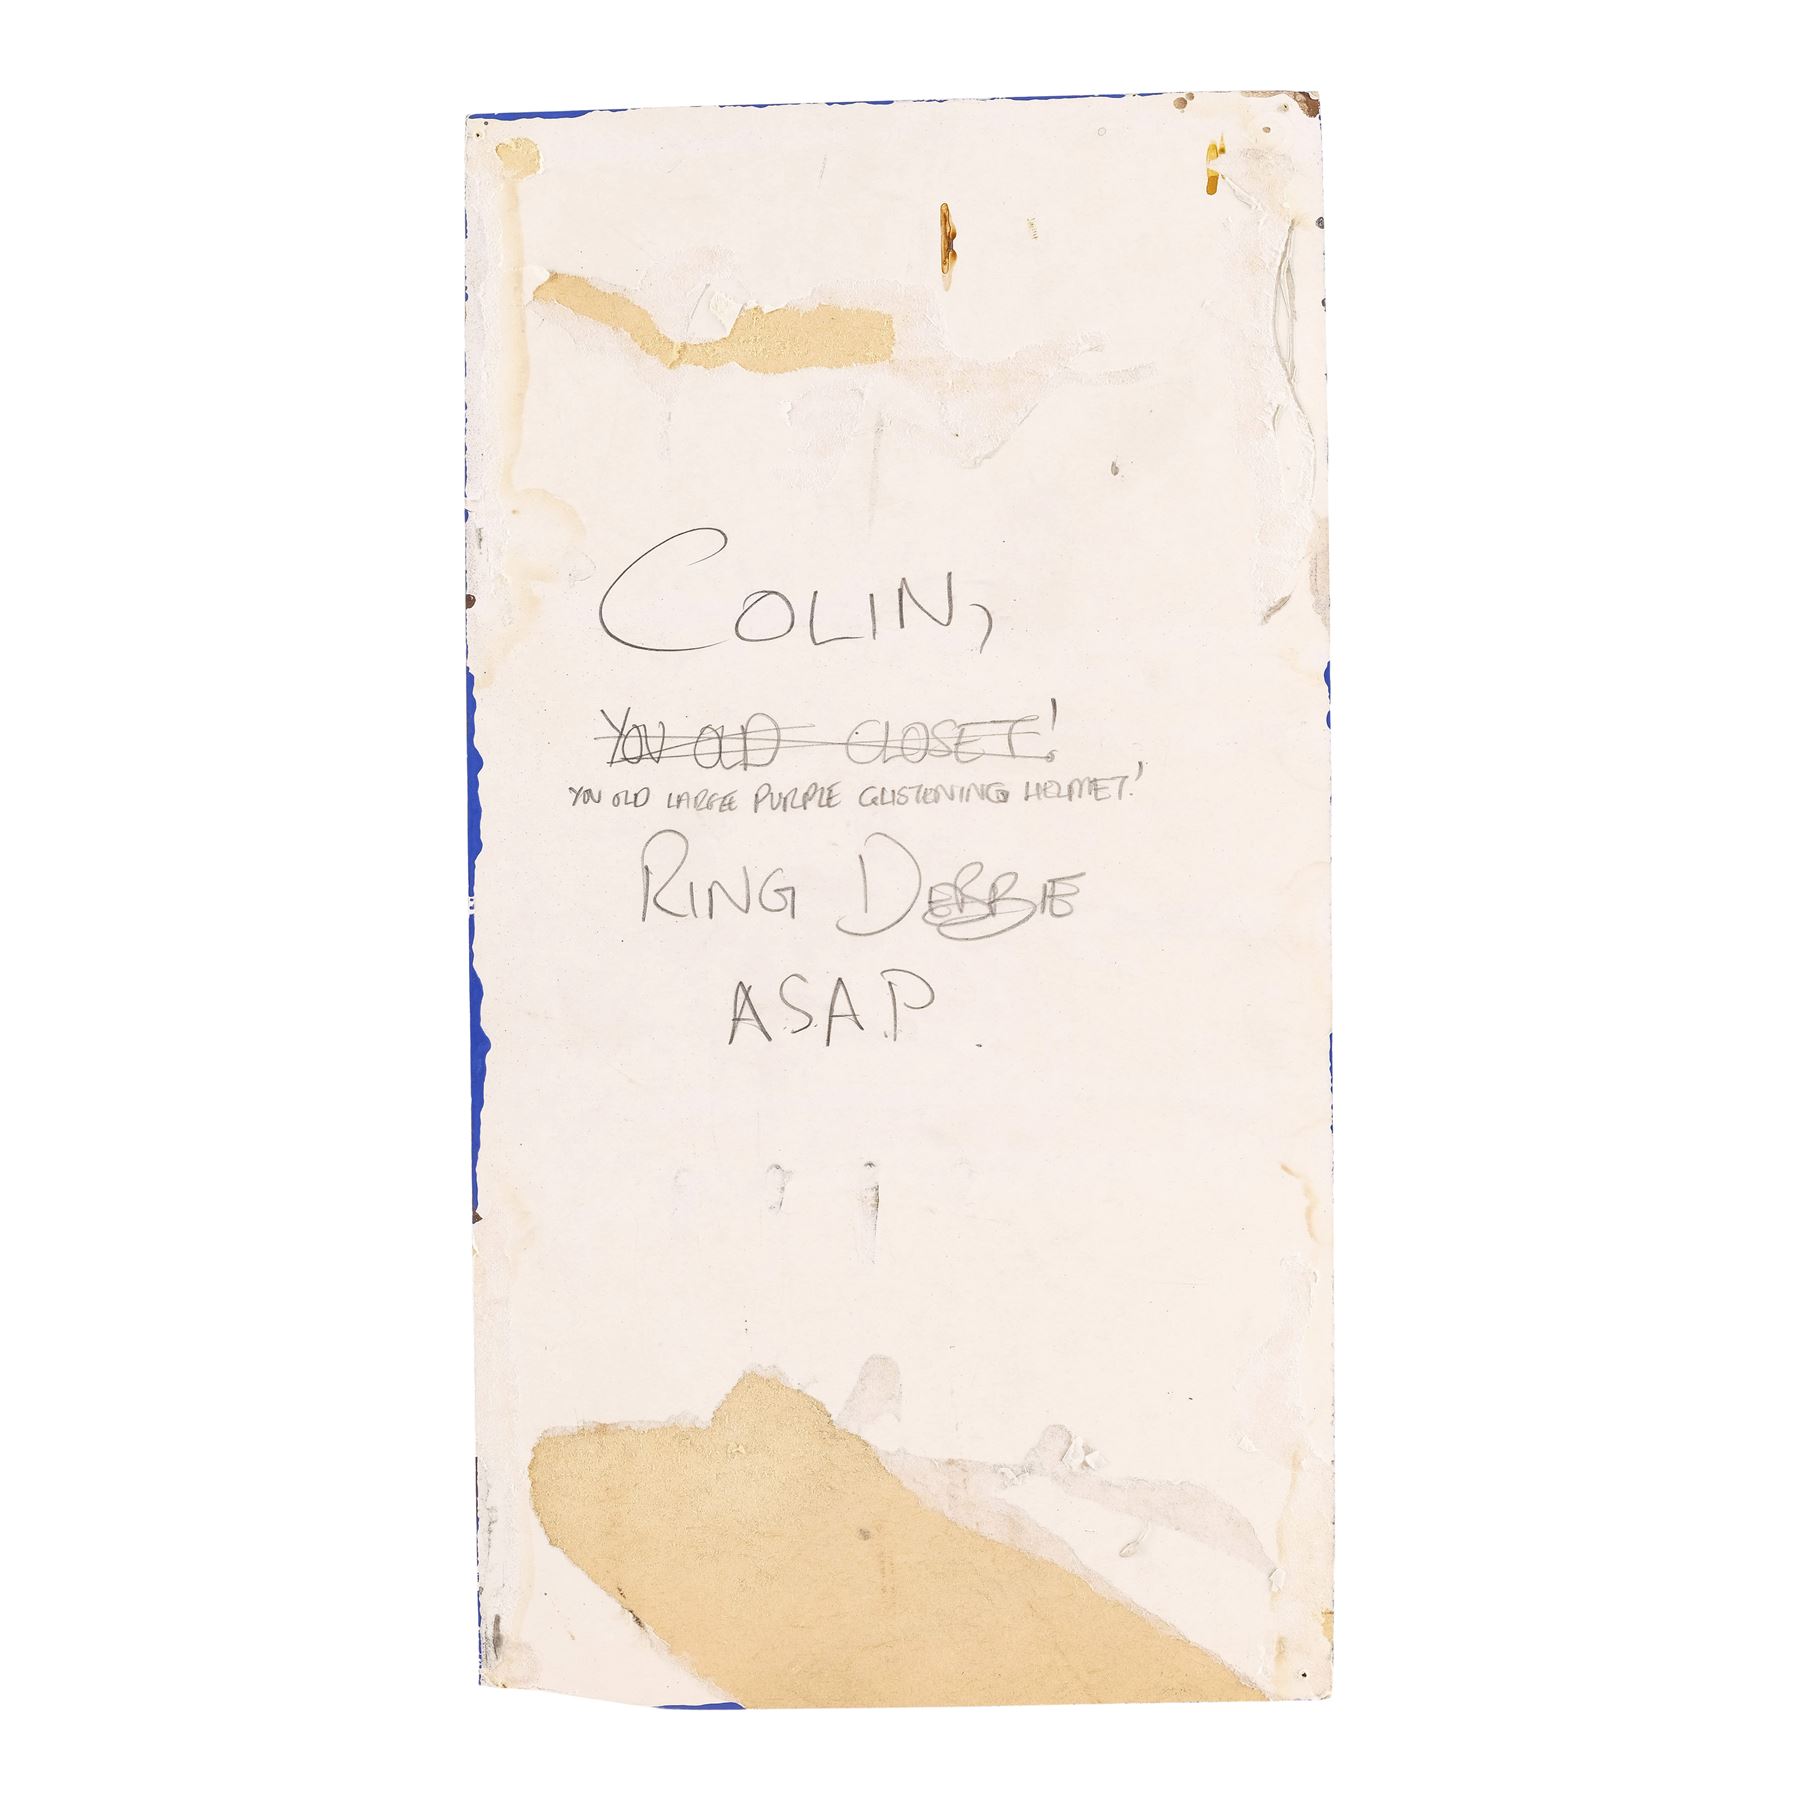 COLIN,
YOU OLD CLOSET!
YOU OLD LARGE PURPLE GLISTENING HELMET!
RING DEBBIE
A.S.A.P.